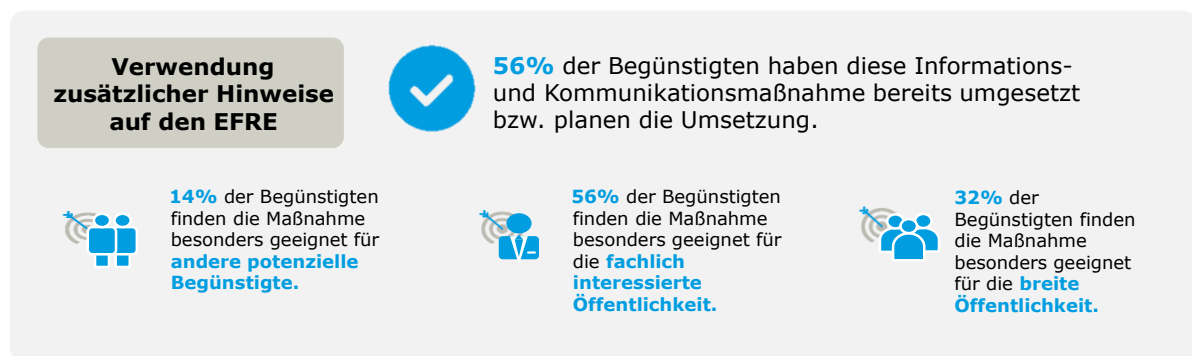 Verwendung
zusätzlicher Hinweise
auf den EFRE
56% der Begünstigten haben diese Informations-
und Kommunikationsmaßnahme bereits umgesetzt
bzw. planen die Umsetzung.
14% der Begünstigten
finden die Maßnahme
besonders geeignet für
andere potenzielle
Begünstigte.
56% der Begünstigten
finden die Maßnahme
besonders geeignet für
die fachlich
interessierte
Öffentlichkeit.
32% der
Begünstigten finden
die Maßnahme
besonders geeignet
für die breite
Öffentlichkeit.